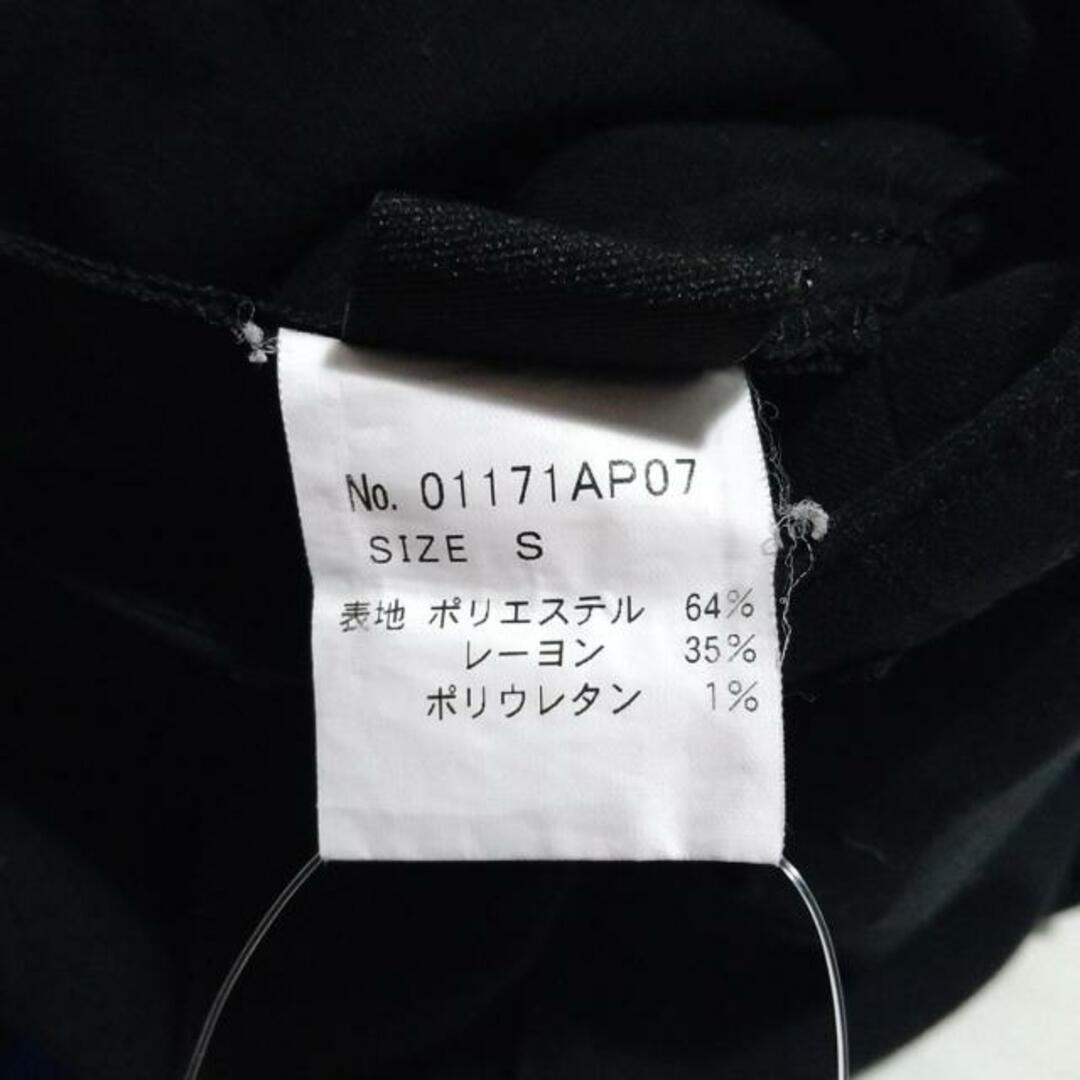 No. 01171AP07
SIZE S
表地 ポリエステル 64%
レーヨン 35%
ポリウレタン 1%